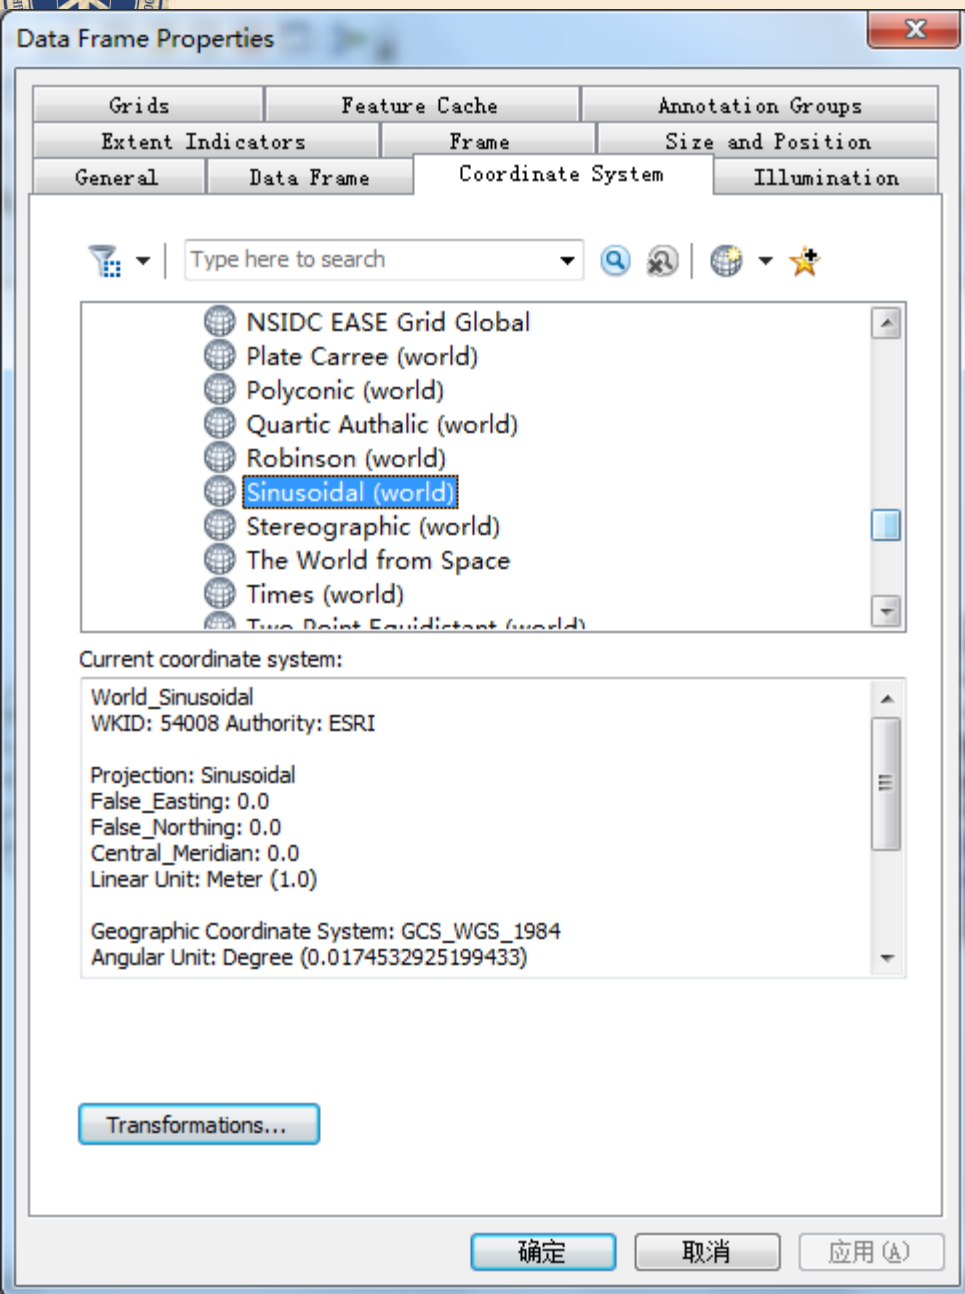 Data Frame Properties
Grids
Feature Cache
Annotation Groups
Extent Indicators
Frame
Size and Position
General
Data Frame
Coordinate System
Illumination
Type here to search
NSIDC EASE Grid Global
Plate Carree (world)
Polyconic (world)
Quartic Authalic (world)
Robinson (world)
Sinusoidal (world)
Stereographic (world)
The World from Space
Times (world)
Two Point Equidistant (world)
Current coordinate system:
World_Sinusoidal
WKID: 54008 Authority: ESRI
Projection: Sinusoidal
False_Easting: 0.0
False_Northing: 0.0
Central_Meridian: 0.0
Linear Unit: Meter (1.0)
Geographic Coordinate System: GCS_WGS_1984
Angular Unit: Degree (0.0174532925199433)
Transformations...
确定
取消
应用(A)